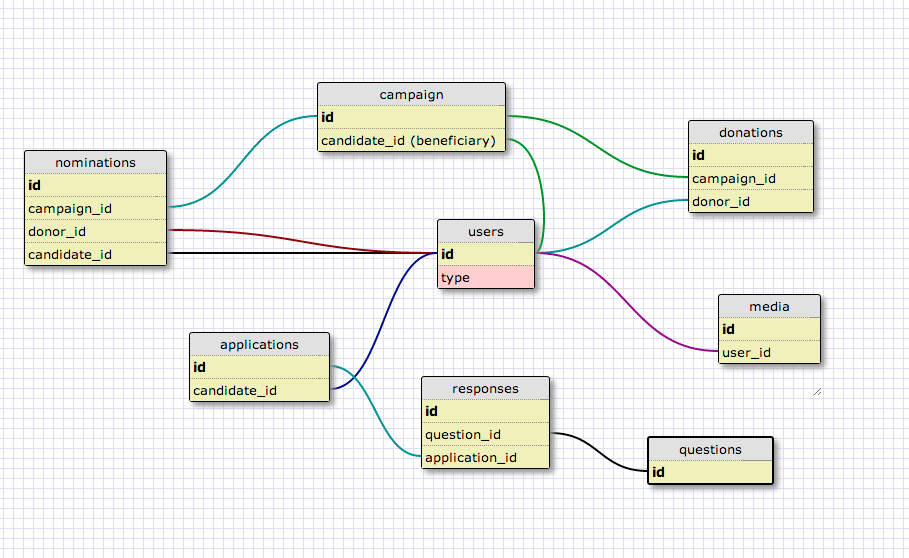 campaign
id
candidate_id (beneficiary)
donations
id
campaign_id
donor_id
nominations
id
campaign_id
donor_id
candidate_id
users
id
type
media
id
user_id
applications
id
candidate_id
responses
id
question_id
application_id
questions
id